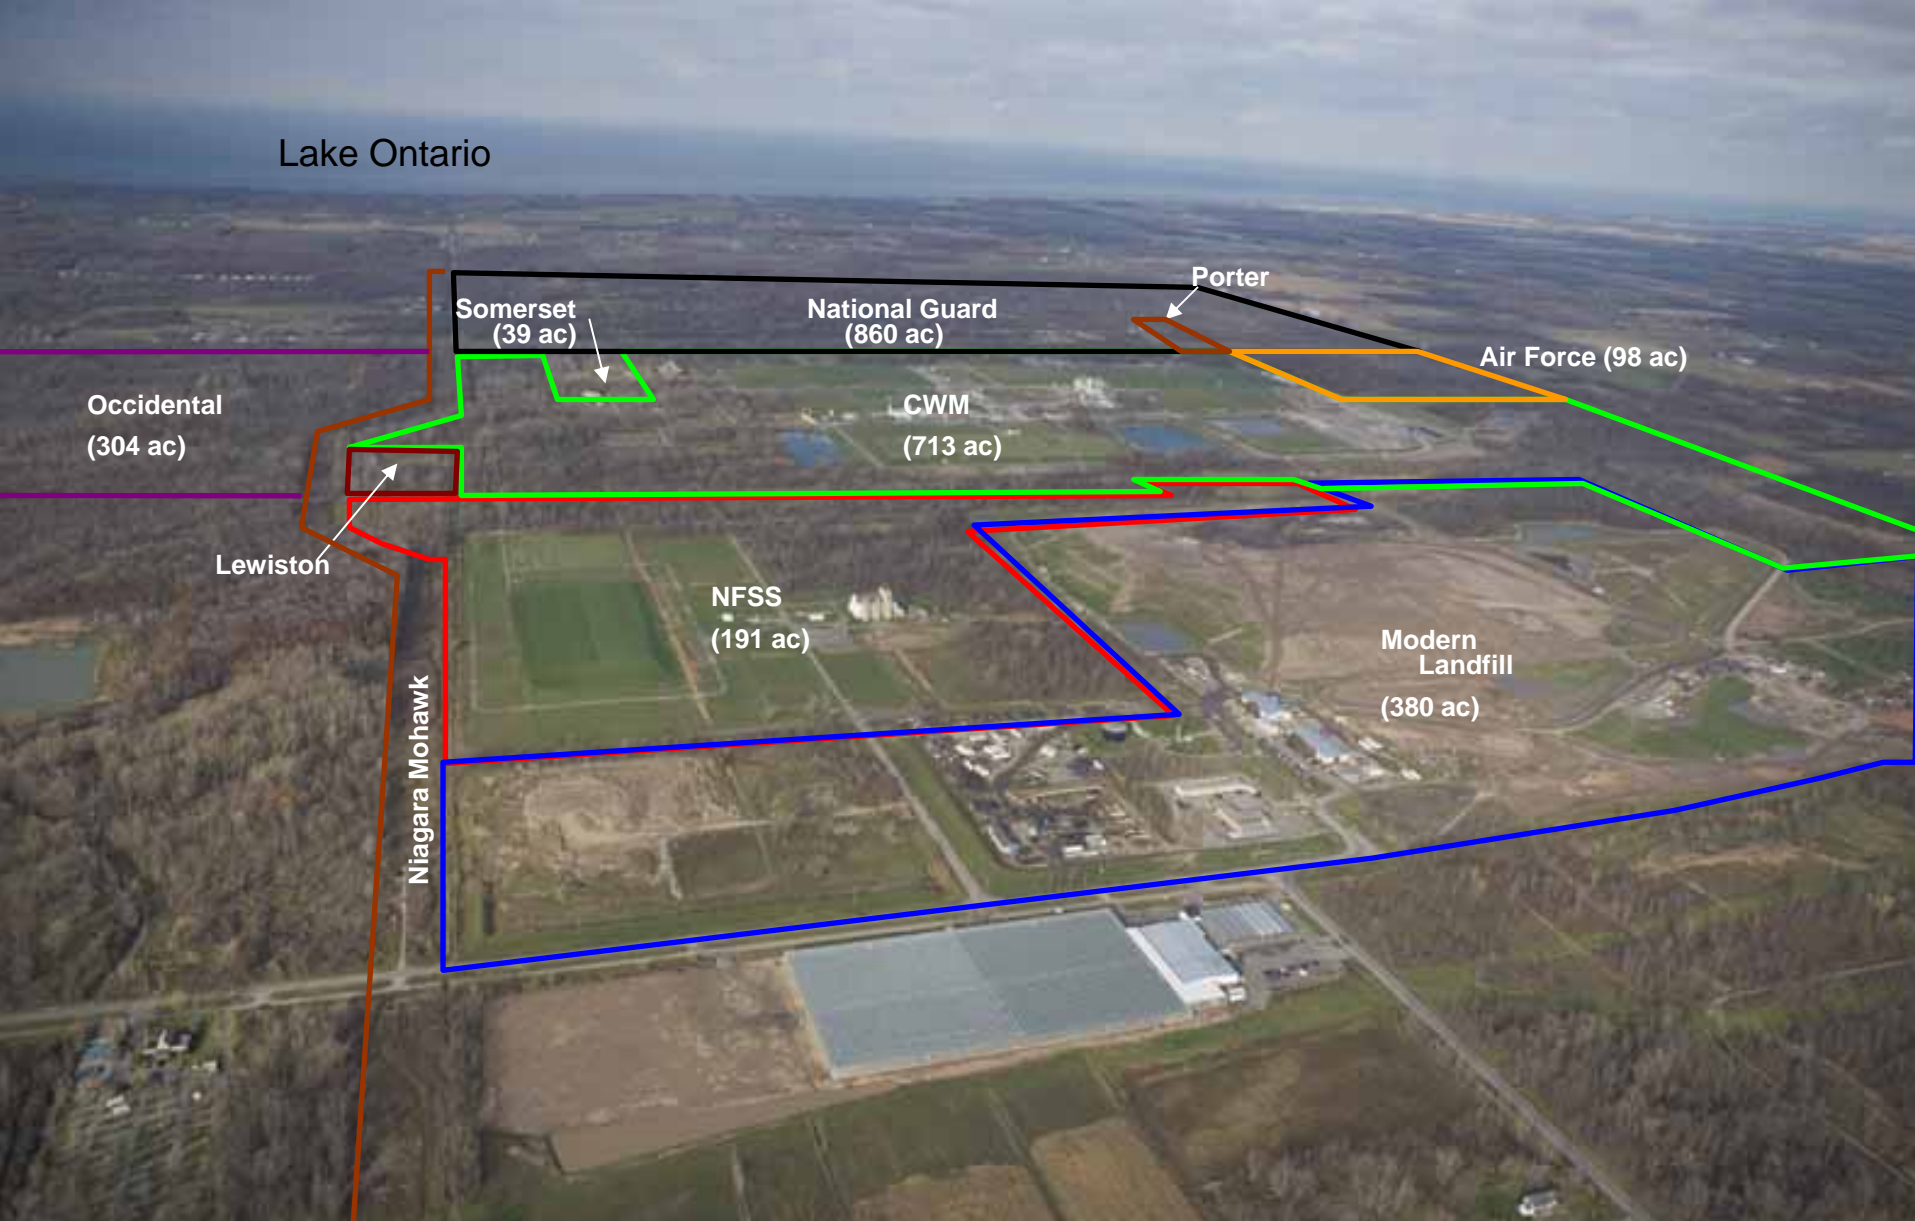 Lake Ontario
Porter
Somerset
(39 ac)
National Guard
(860 ac)
Air Force (98 ac)
Occidental
(304 ac)
CWM
(713 ac)
Lewiston
NFSS
(191 ac)
Modern
Landfill
(380 ac)
Niagara Mohawk